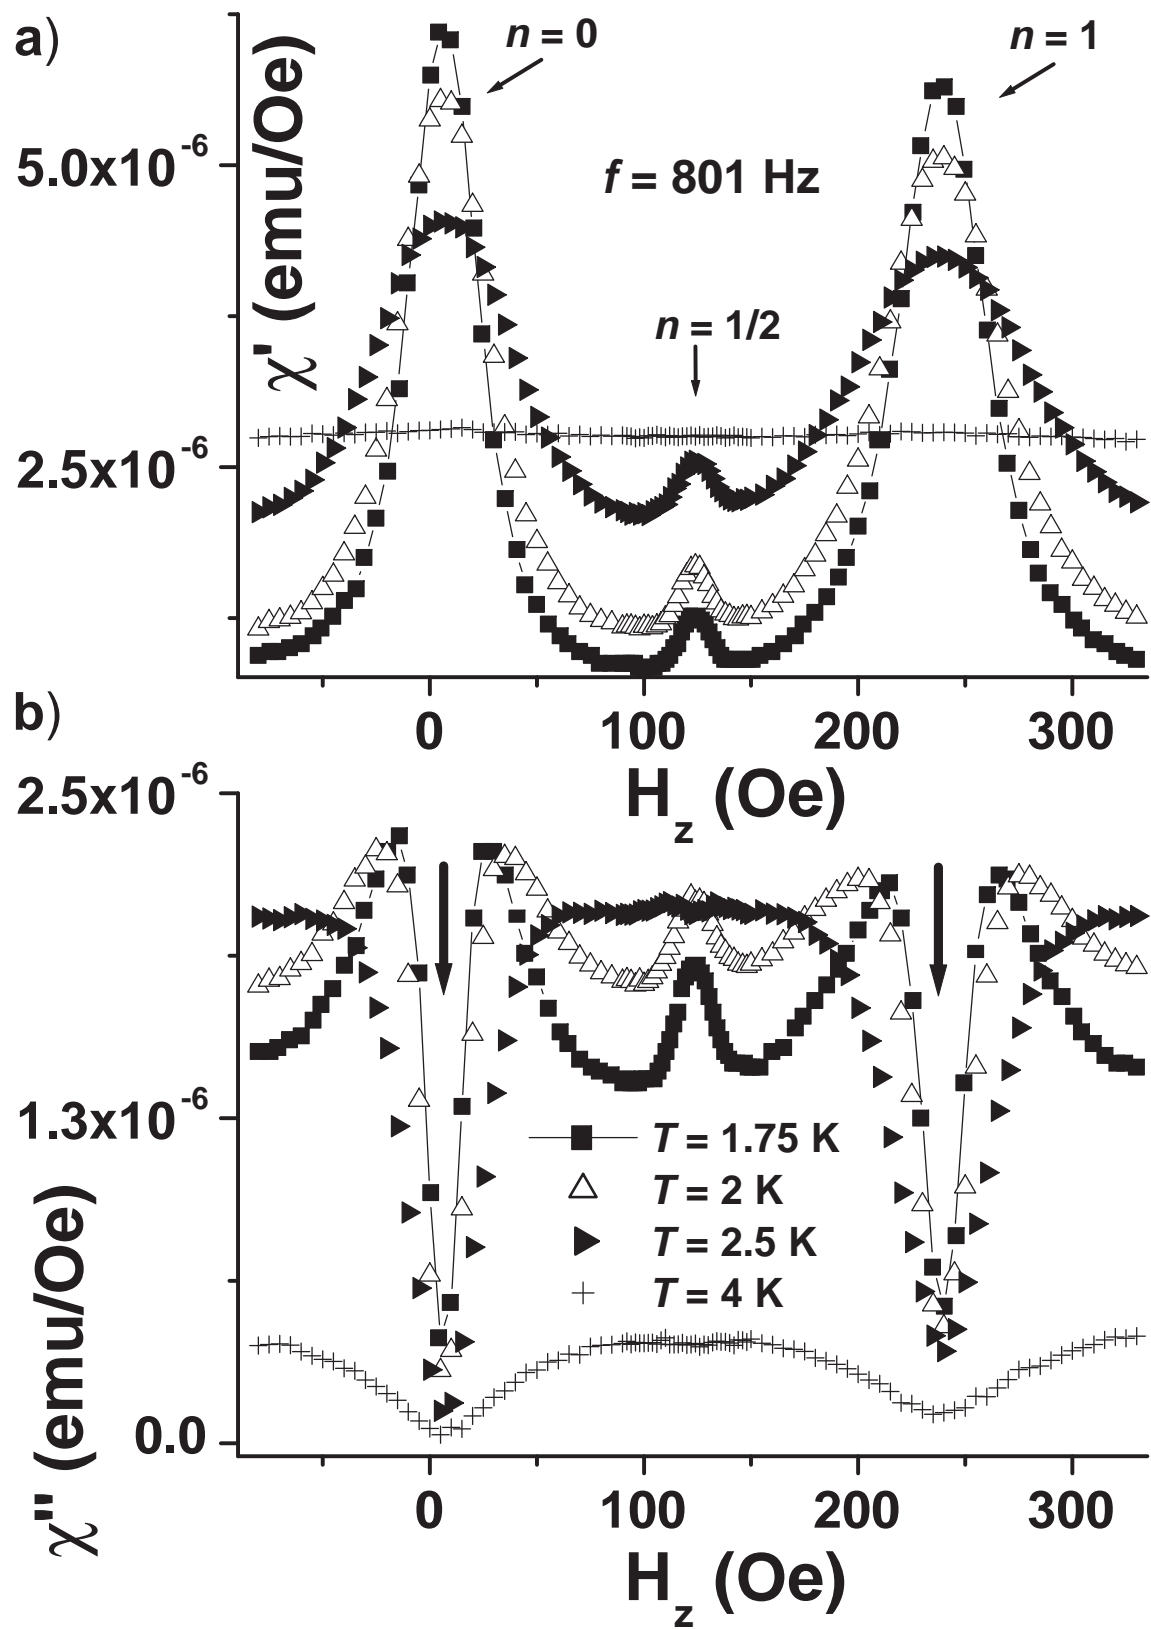 a)
n = 0
n = 1
χ' (emu/Oe)
5.0x10-6
f = 801 Hz
n = 1/2
2.5x10-6
0 100 200 300
Hz (Oe)
b)
2.5x10-6
1.3x10-6
T = 1.75 K
T = 2 K
T = 2.5 K
T = 4 K
χ'' (emu/Oe)
0.0
0 100 200 300
Hz (Oe)